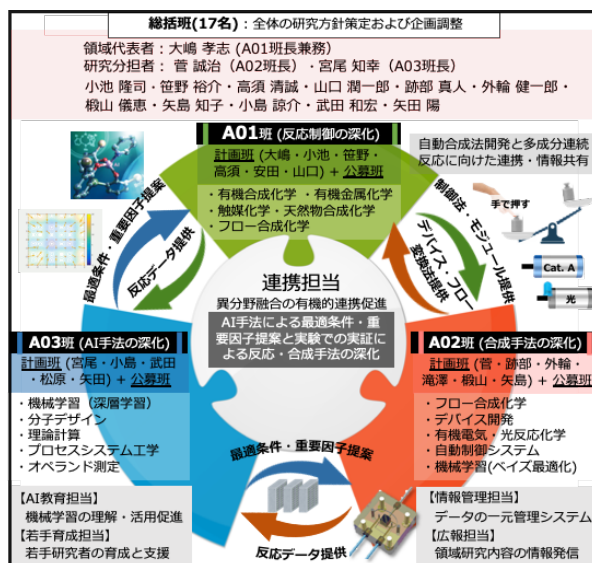 総括班(17名)：全体の研究方針策定および企画調整
領域代表者：大嶋 孝志 (A01班長兼務)
研究分担者： 菅 誠治（A02班長）・宮尾 知幸（A03班長）
小池 隆司・笹野 裕介・高須 清誠・山口 潤一郎・跡部 真人・外輪 健一郎・
椴山 儀恵・矢島 知子・小島 諒介・武田 和宏・矢田 陽
A01班 (反応制御の深化)
計画班 (大嶋・小池・笹野・
高須・安田・山口) + 公募班
・有機合成化学 ・有機金属化学
・触媒化学・天然物合成化学
・フロー合成化学
自動合成法開発と多成分連続
反応に向けた連携・情報共有
手で押す
Cat. A
光
最適条件・重要因子提案
反応データ提供
制御法・モジュール提供
デバイス・フロー
変換法提供
連携担当
異分野融合の有機的連携促進
AI手法による最適条件・重
要因子提案と実験での実証に
よる反応・合成手法の深化
A03班 (AI手法の深化)
計画班 (宮尾・小島・武田
・松原・矢田) + 公募班
・機械学習（深層学習）
・分子デザイン
・理論計算
・プロセスシステム工学
・オペランド測定
A02班 (合成手法の深化)
計画班 (菅・跡部・外輪・
滝澤・椴山・矢島) + 公募班
・フロー合成化学
・デバイス開発
・有機電気・光反応化学
・自動制御システム
・機械学習(ベイズ最適化)
最適条件・重要因子提案
反応データ提供
【AI教育担当】
機械学習の理解・活用促進
【若手育成担当】
若手研究者の育成と支援
【情報管理担当】
データの一元管理システム
【広報担当】
領域研究内容の情報発信